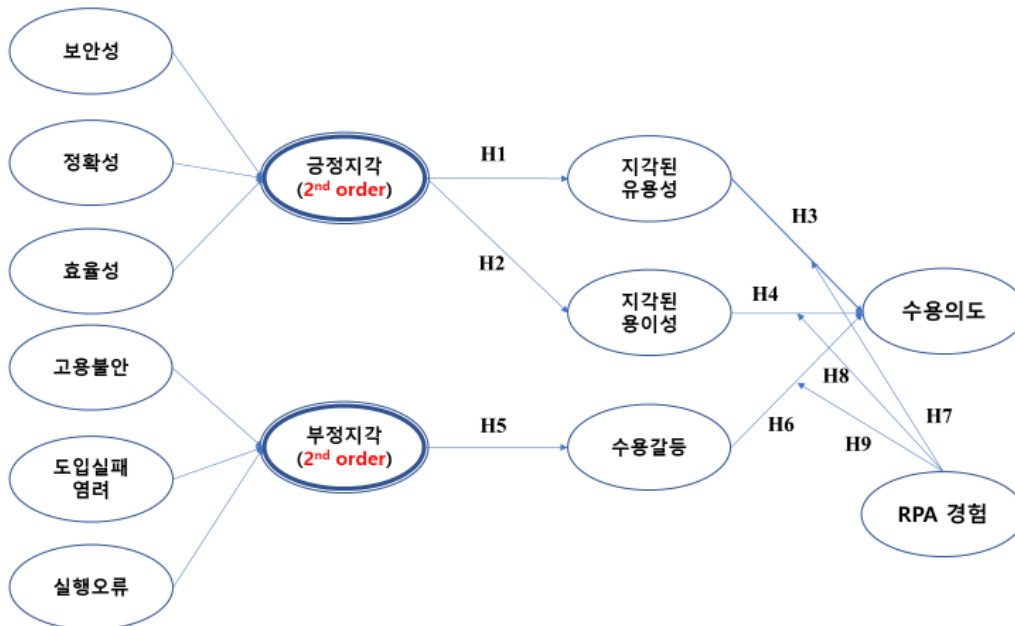 보안성
정확성
효율성
고용불안
도입실패
염려
실행오류
긍정지각
(2nd order)
부정지각
(2nd order)
H1
H2
H5
지각된
유용성
지각된
용이성
수용갈등
H3
H4
H8
H6
H7
H9
수용의도
RPA 경험